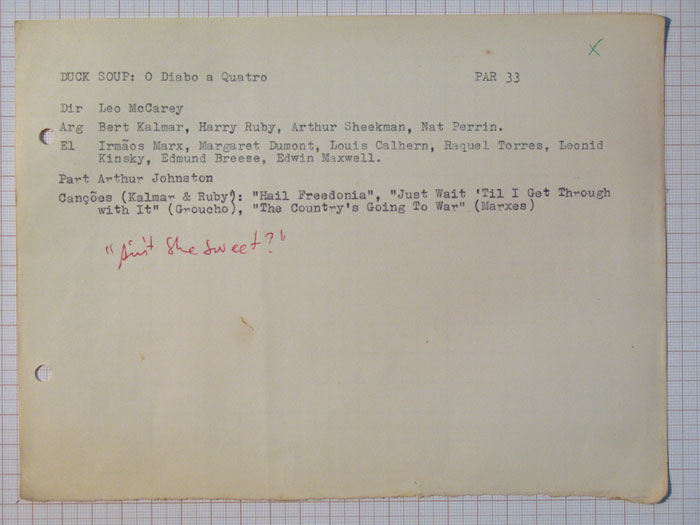 X
DUCK SOUP: O Diabo a Quatro PAR 33
Dir Leo McCarey
Arg Bert Kalmar, Harry Ruby, Arthur Sheekman, Nat Perrin.
El Irmãos Marx, Margaret Dumont, Louis Calhern, Raquel Torres, Leonid
Kinsky, Edmund Breese, Edwin Maxwell.
Part Arthur Johnston
Canções (Kalmar & Ruby): "Hail Freedonia", "Just Wait 'Til I Get Through
with It" (Groucho), "The Country's Going To War" (Marxes)
"Ain't She Sweet?"